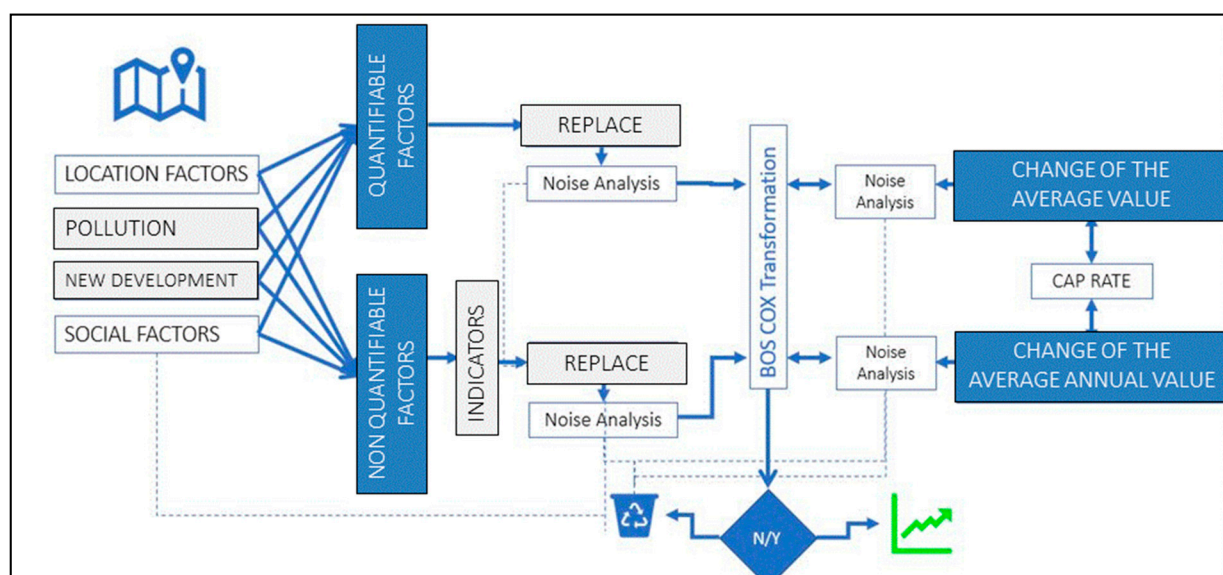 LOCATION FACTORS
POLLUTION
NEW DEVELOPMENT
SOCIAL FACTORS
QUANTIFIABLE
FACTORS
NON QUANTIFIABLE
FACTORS
INDICATORS
REPLACE
Noise Analysis
REPLACE
Noise Analysis
BOS COX Transformation
Noise
Analysis
Noise
Analysis
CHANGE OF THE
AVERAGE VALUE
CAP RATE
CHANGE OF THE
AVERAGE ANNUAL VALUE
N/Y